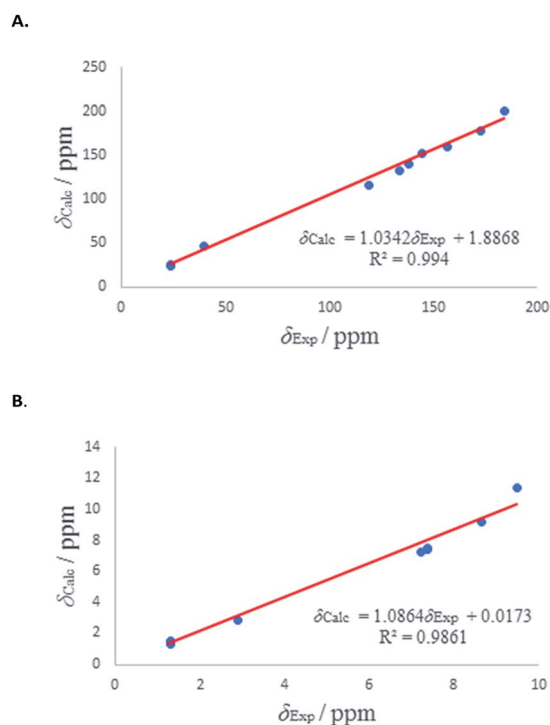 A.
250
200
150
100
50
0
δCalc / ppm
δCalc = 1.0342δExp + 1.8868
R² = 0.994
0 50 100 150 200
δExp / ppm
B.
14
12
10
8
6
4
2
0
δCalc / ppm
δCalc = 1.0864δExp + 0.0173
R² = 0.9861
0 2 4 6 8 10
δExp / ppm